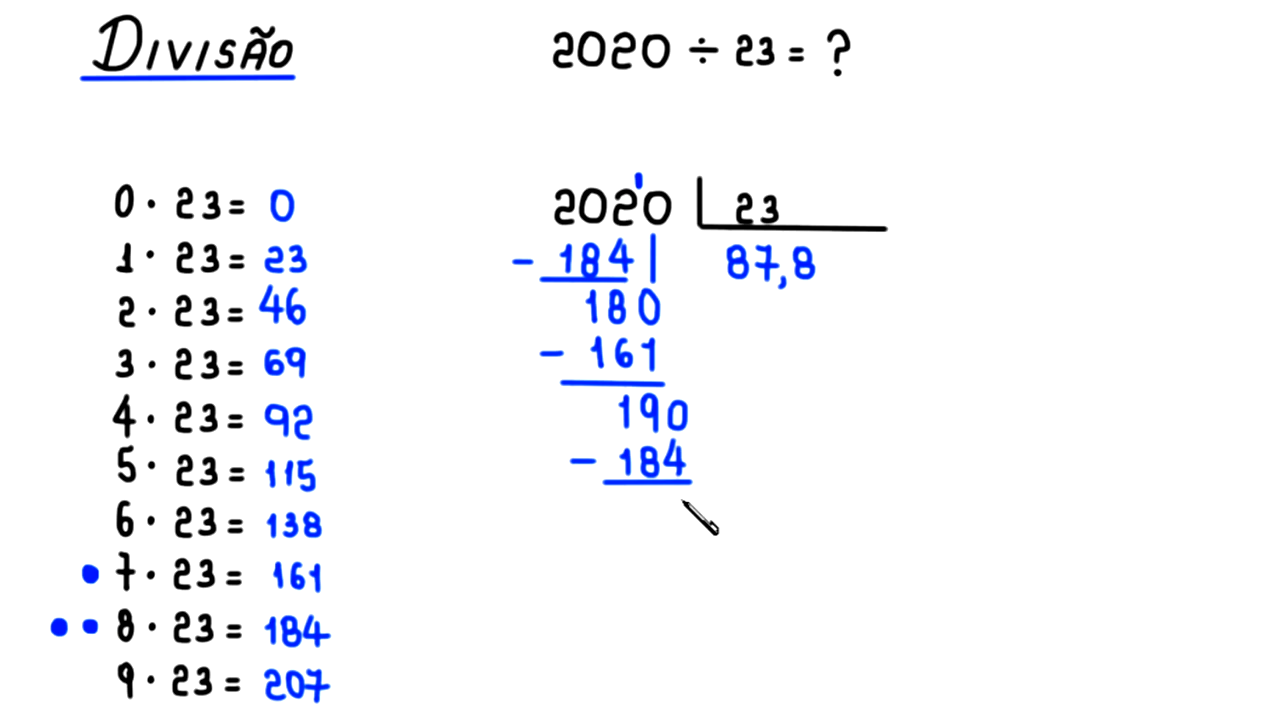 Divisão
2020 ÷ 23 = ?
0 · 23 = 0
1 · 23 = 23
2 · 23 = 46
3 · 23 = 69
4 · 23 = 92
5 · 23 = 115
6 · 23 = 138
• 7 · 23 = 161
• • 8 · 23 = 184
9 · 23 = 207
202'0 | 23
- 184 | 87,8
180
- 161
190
- 184